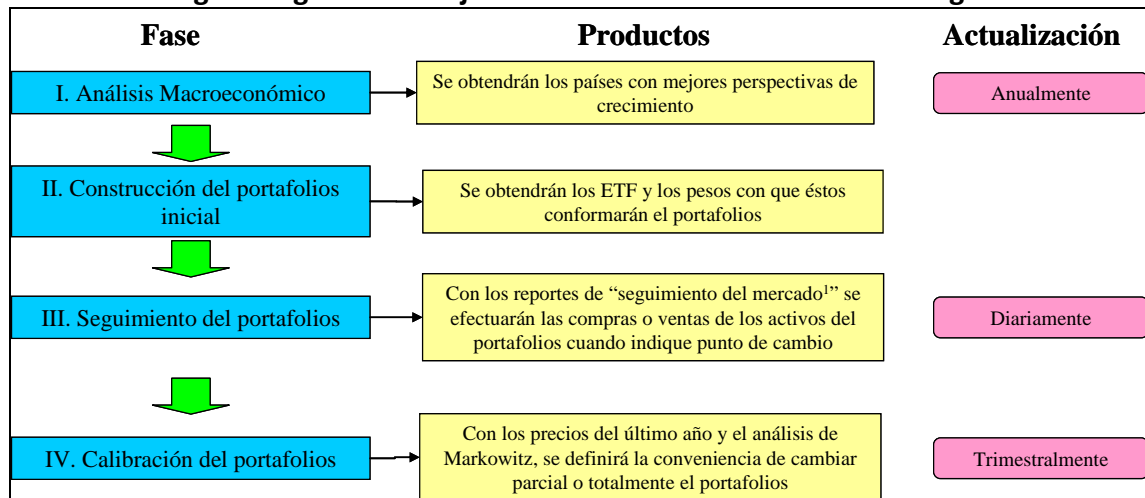 Fase Productos Actualización
I. Análisis Macroeconómico
Se obtendrán los países con mejores perspectivas de
crecimiento
Anualmente
II. Construcción del portafolios
inicial
Se obtendrán los ETF y los pesos con que éstos
conformarán el portafolios
III. Seguimiento del portafolios
Con los reportes de “seguimiento del mercado¹” se
efectuarán las compras o ventas de los activos del
portafolios cuando indique punto de cambio
Diariamente
IV. Calibración del portafolios
Con los precios del último año y el análisis de
Markowitz, se definirá la conveniencia de cambiar
parcial o totalmente el portafolios
Trimestralmente